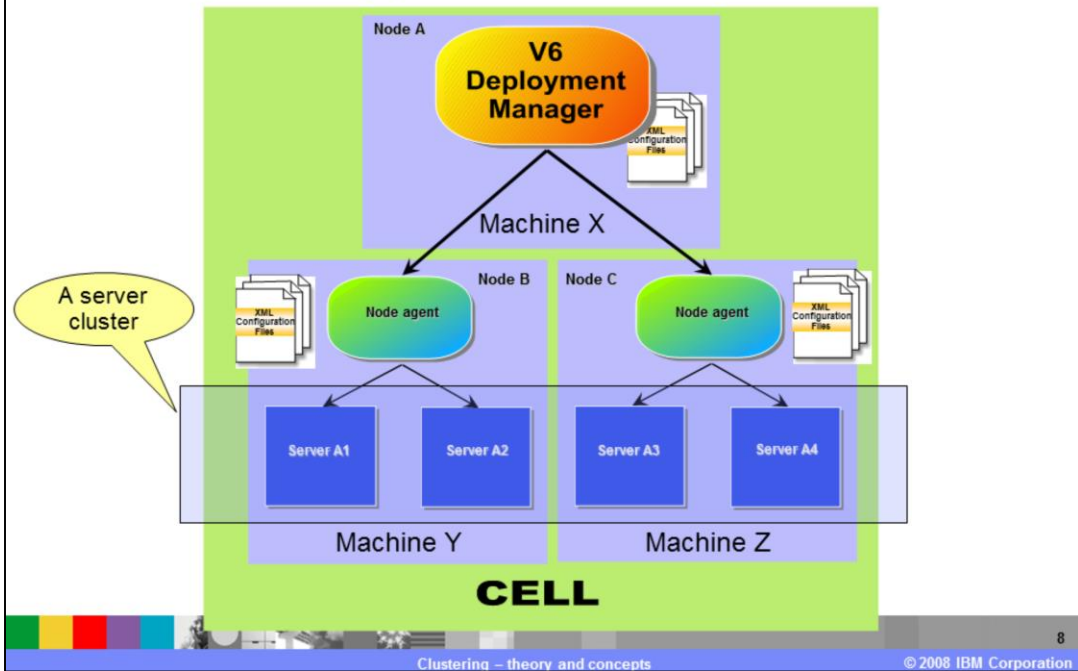 Node A
V6
Deployment
Manager
XML
Configuration
Files
Machine X
A server
cluster
XML
Configuration
Files
Node agent
Node B
Node C
Node agent
XML
Configuration
Files
Server A1
Server A2
Server A3
Server A4
Machine Y
Machine Z
CELL
8
Clustering – theory and concepts
© 2008 IBM Corporation